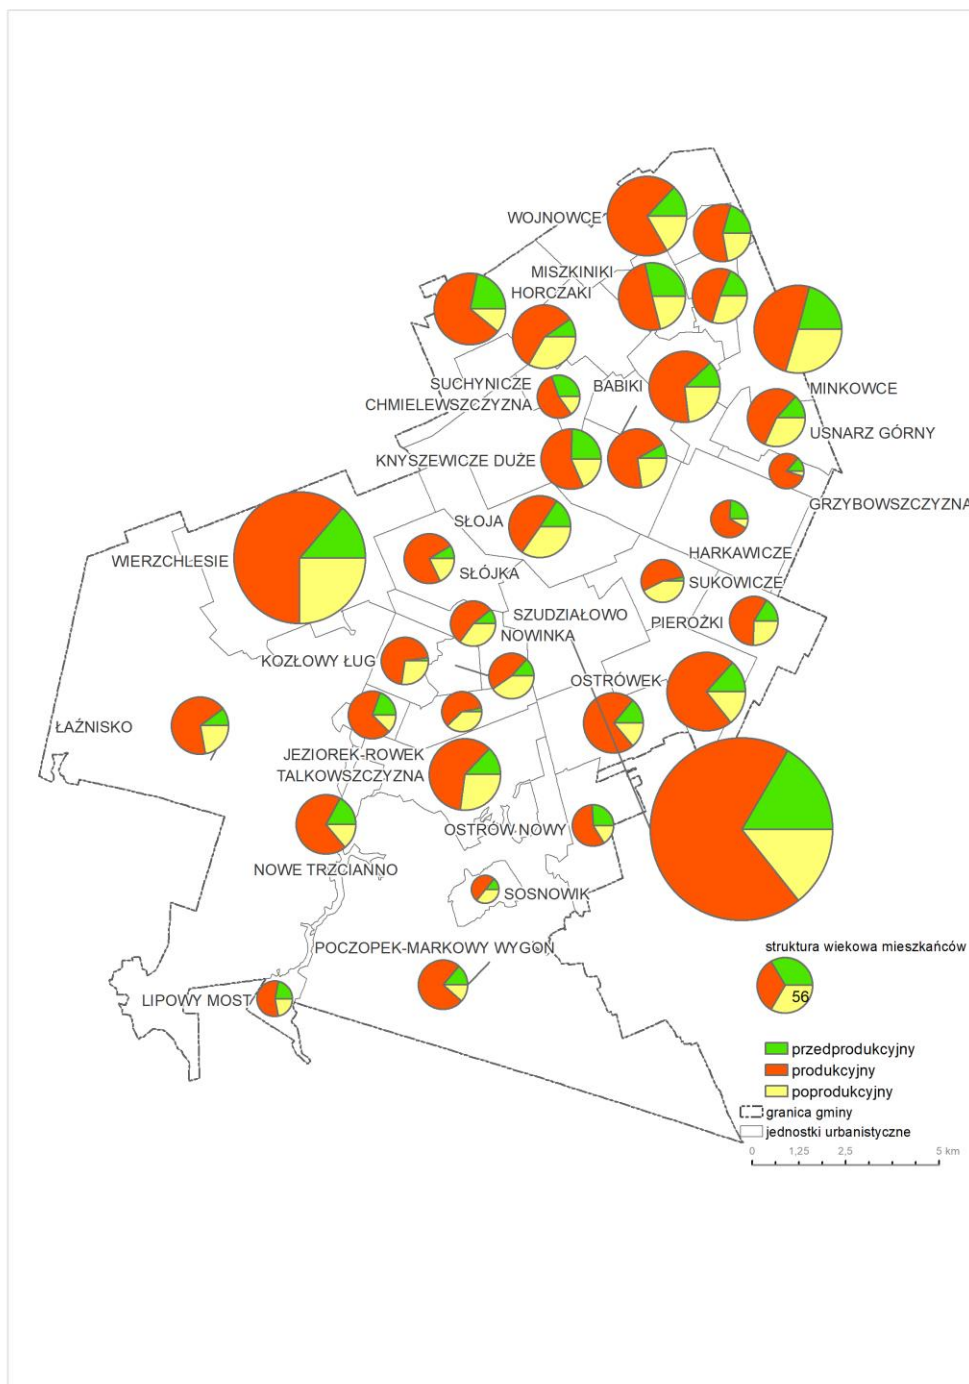 WOJNOWCE
MISZKINIKI
HORCZAKI
SUCHYNICZE
BABIKI
CHMIELEWSZCZYZNA
MINKOWCE
USNARZ GÓRNY
KNYSZEWICZE DUŻE
GRZYBOWSZCZYZNA
SŁOJA
WIERZCHLESIE
HARKAWICZE
SŁÓJKA
SUKOWICZE
SZUDZIAŁOWO
PIERÓŻKI
NOWINKA
KOZŁOWY ŁUG
OSTRÓWEK
ŁAŹNISKO
JEZIOREK-ROWEK
TALKOWSZCZYZNA
OSTRÓW NOWY
NOWE TRZCIANNO
SOSNOWIK
POCZOPEK-MARKOWY WYGON
LIPOWY MOST
struktura wiekowa mieszkańców
56
przedprodukcyjny
produkcyjny
poprodukcyjny
granica gminy
jednostki urbanistyczne
0 1,25 2,5 5 km